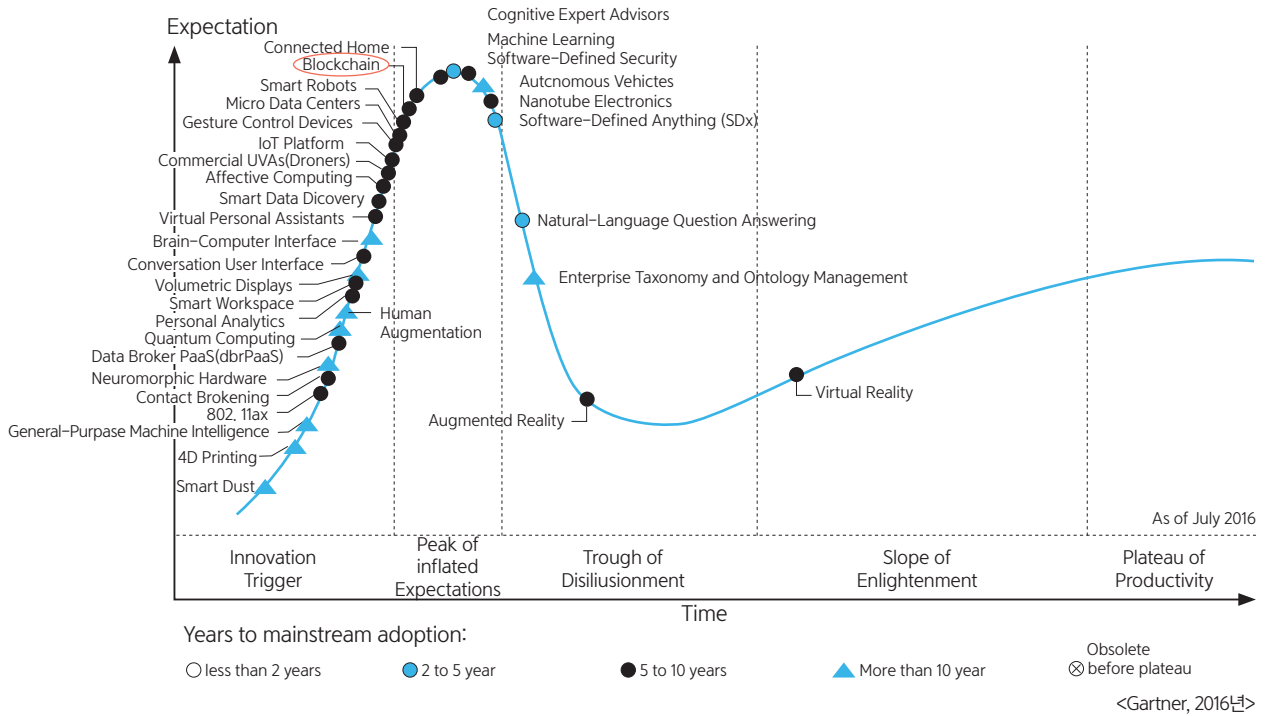 Expectation
Cognitive Expert Advisors
Connected Home
Machine Learning
Blockchain
Software-Defined Security
Smart Robots
Autcnomous Vehictes
Micro Data Centers
Nanotube Electronics
Gesture Control Devices
Software-Defined Anything (SDx)
IoT Platform
Commercial UVAs(Droners)
Affective Computing
Smart Data Dicovery
Virtual Personal Assistants
Natural-Language Question Answering
Brain-Computer Interface
Conversation User Interface
Enterprise Taxonomy and Ontology Management
Volumetric Displays
Smart Workspace
Personal Analytics
Human
Augmentation
Quantum Computing
Data Broker PaaS(dbrPaaS)
Neuromorphic Hardware
Contact Brokening
802, 11ax
General-Purpase Machine Intelligence
4D Printing
Smart Dust
Augmented Reality
Virtual Reality
As of July 2016
Innovation
Trigger
Peak of
inflated
Expectations
Trough of
Disiliusionment
Slope of
Enlightenment
Plateau of
Productivity
Time
Years to mainstream adoption:
less than 2 years
2 to 5 year
5 to 10 years
More than 10 year
Obsolete
before plateau
<Gartner, 2016년>